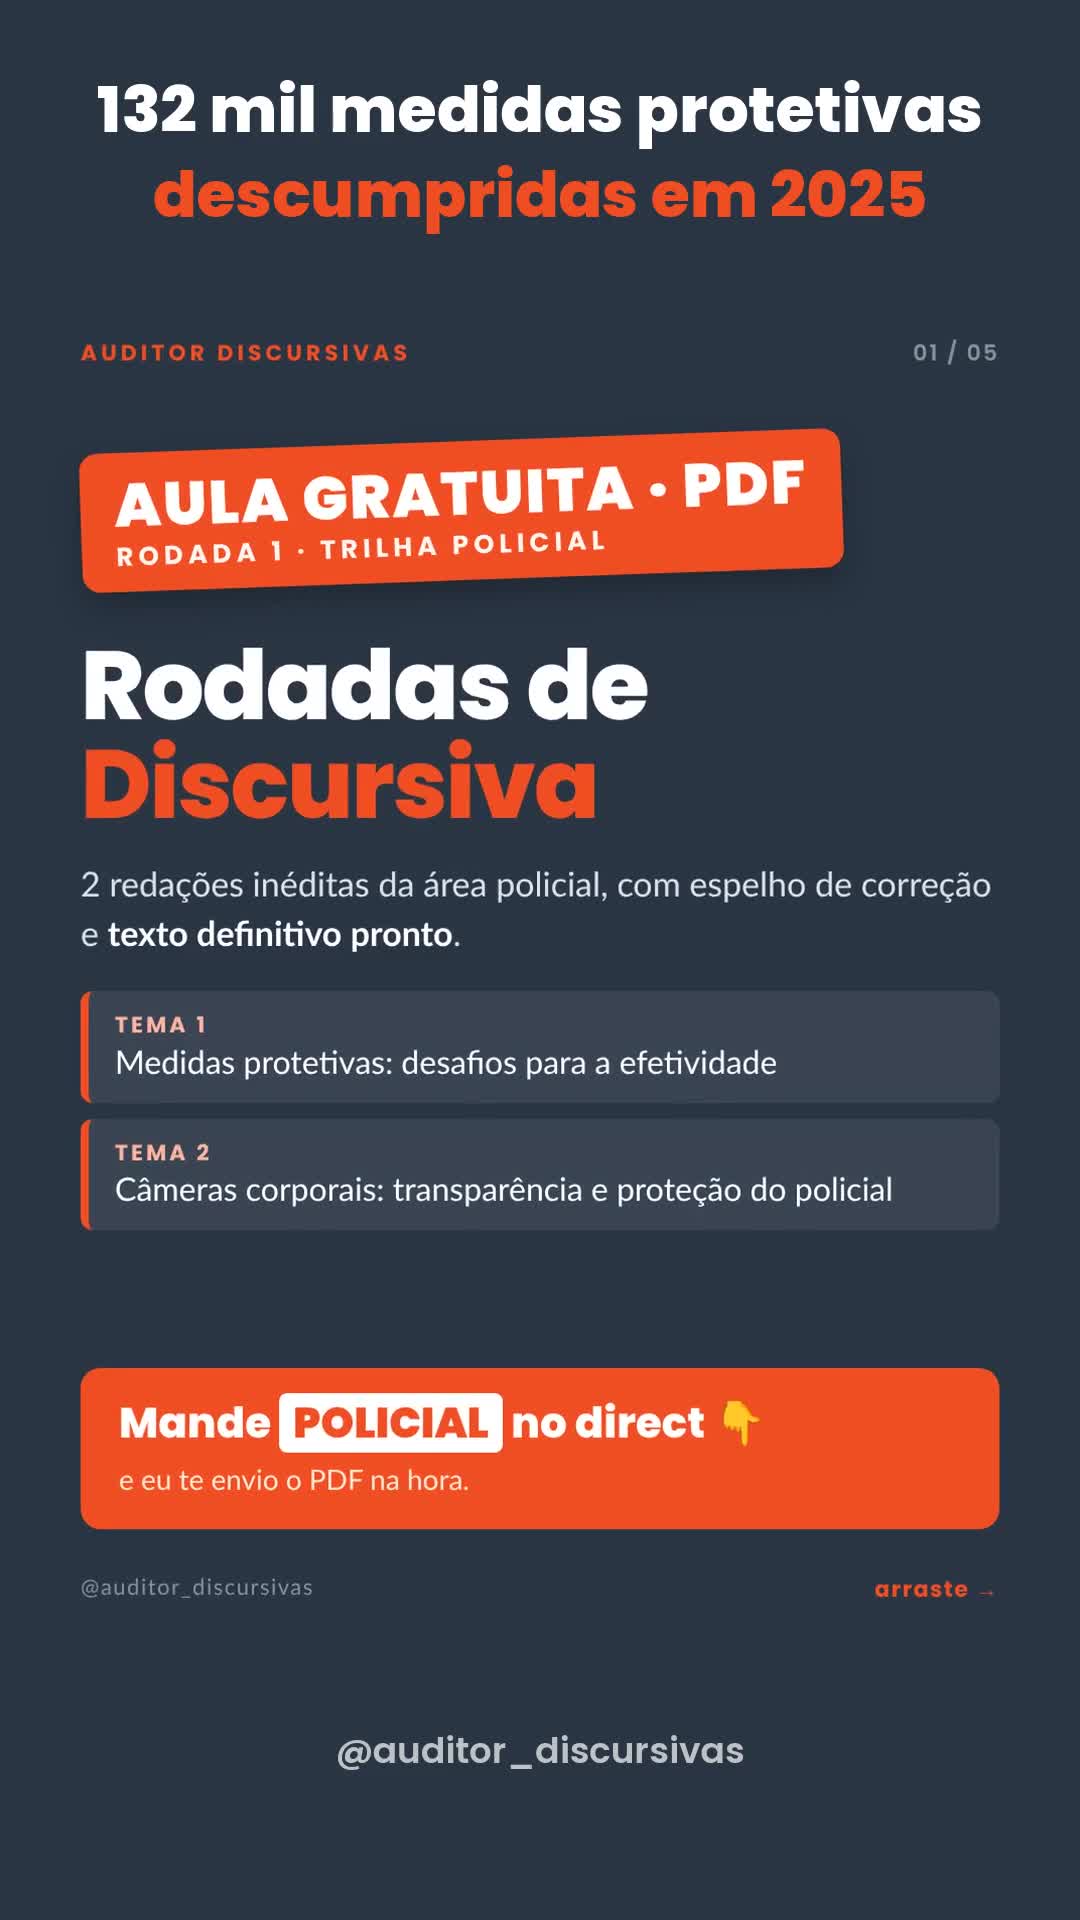 132 mil medidas protetivas
descumpridas em 2025
AUDITOR DISCURSIVAS
01 / 05
AULA GRATUITA • PDF
RODADA 1 • TRILHA POLICIAL
Rodadas de
Discursiva
2 redações inéditas da área policial, com espelho de correção
e texto definitivo pronto.
TEMA 1
Medidas protetivas: desafios para a efetividade
TEMA 2
Câmeras corporais: transparência e proteção do policial
Mande POLICIAL no direct 👇
e eu te envio o PDF na hora.
@auditor_discursivas
arraste →
@auditor_discursivas